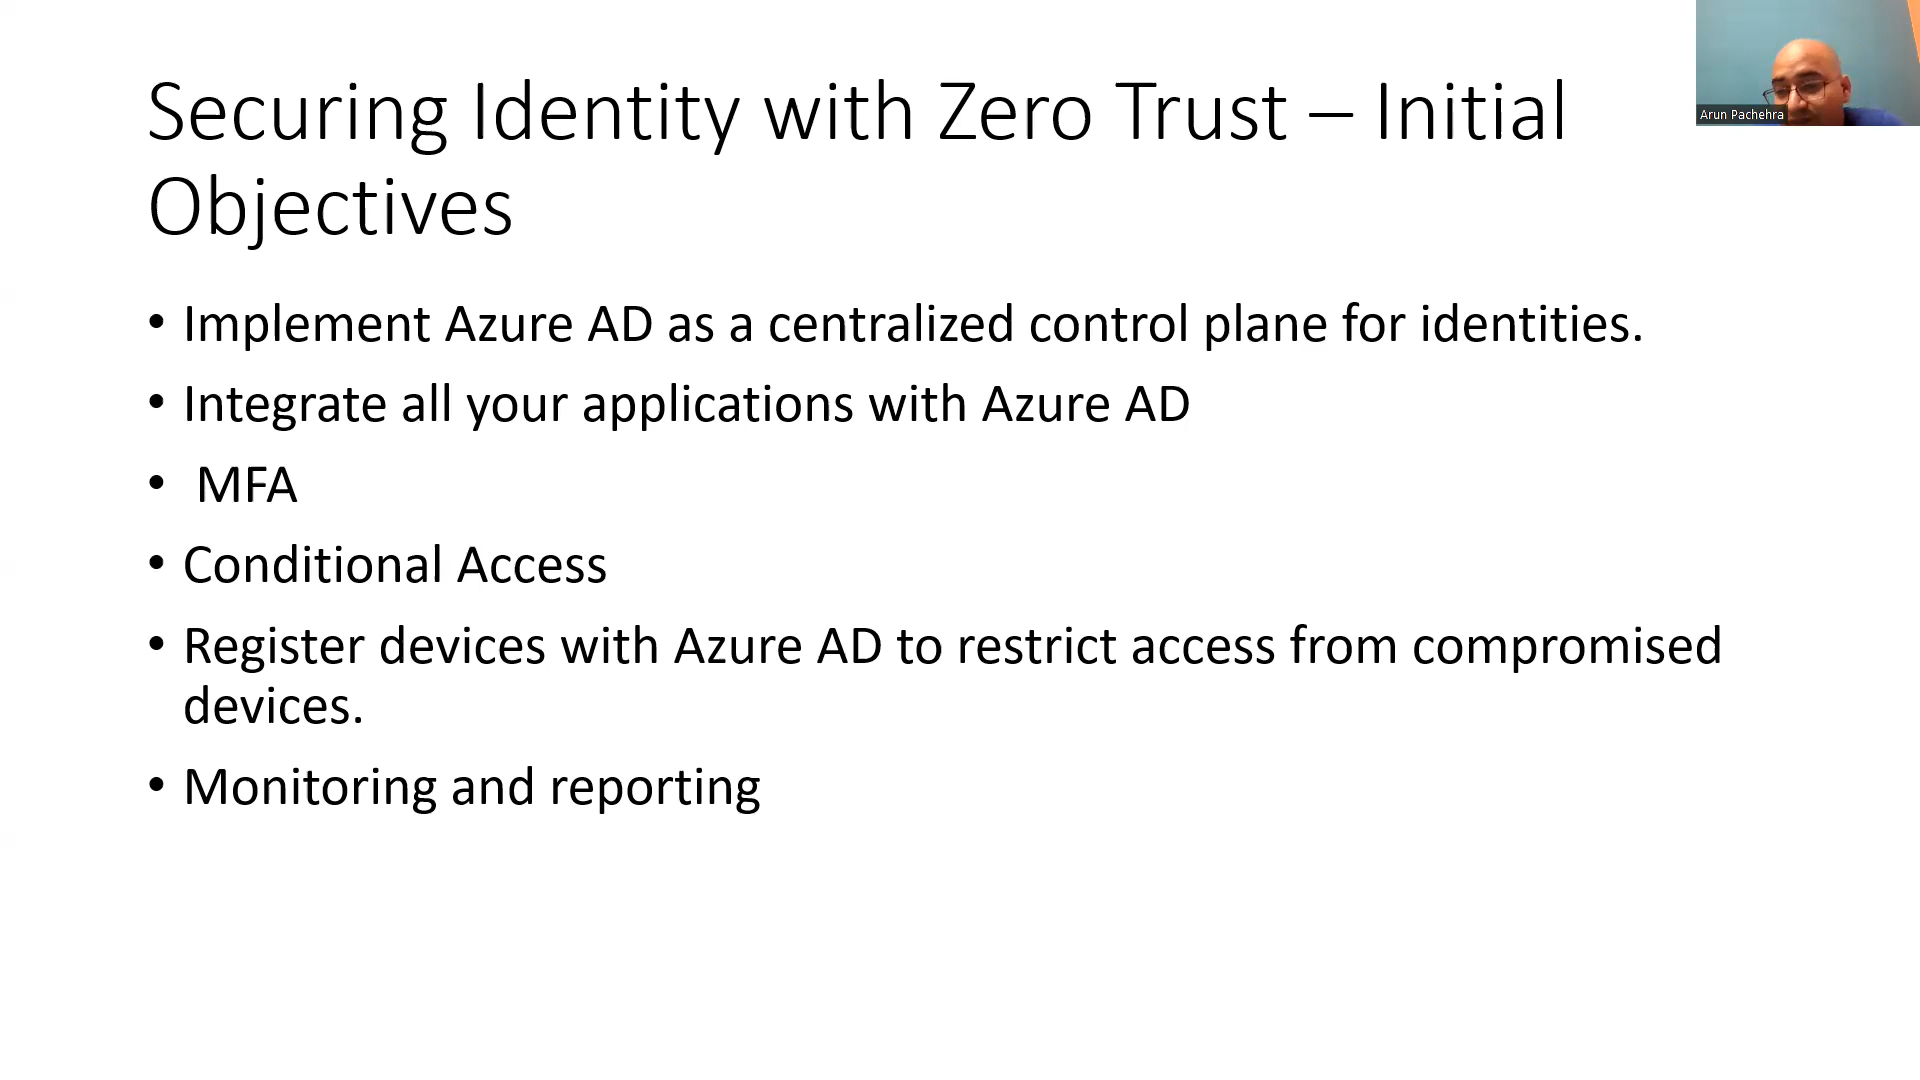 Securing Identity with Zero Trust – Initial
Objectives
• Implement Azure AD as a centralized control plane for identities.
• Integrate all your applications with Azure AD
• MFA
• Conditional Access
• Register devices with Azure AD to restrict access from compromised
devices.
• Monitoring and reporting
Arun Pachehra